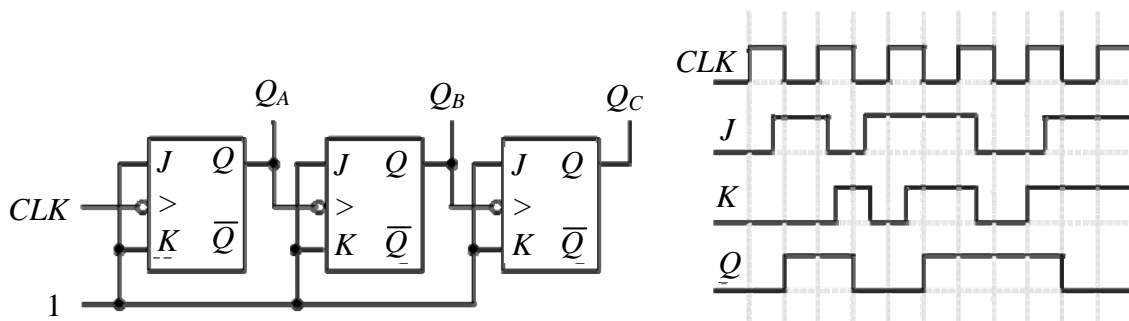 Q_A Q_B Q_C
J Q J Q J Q
CLK > > >
K Q̅ K Q̅ K Q̅
1
CLK
J
K
Q